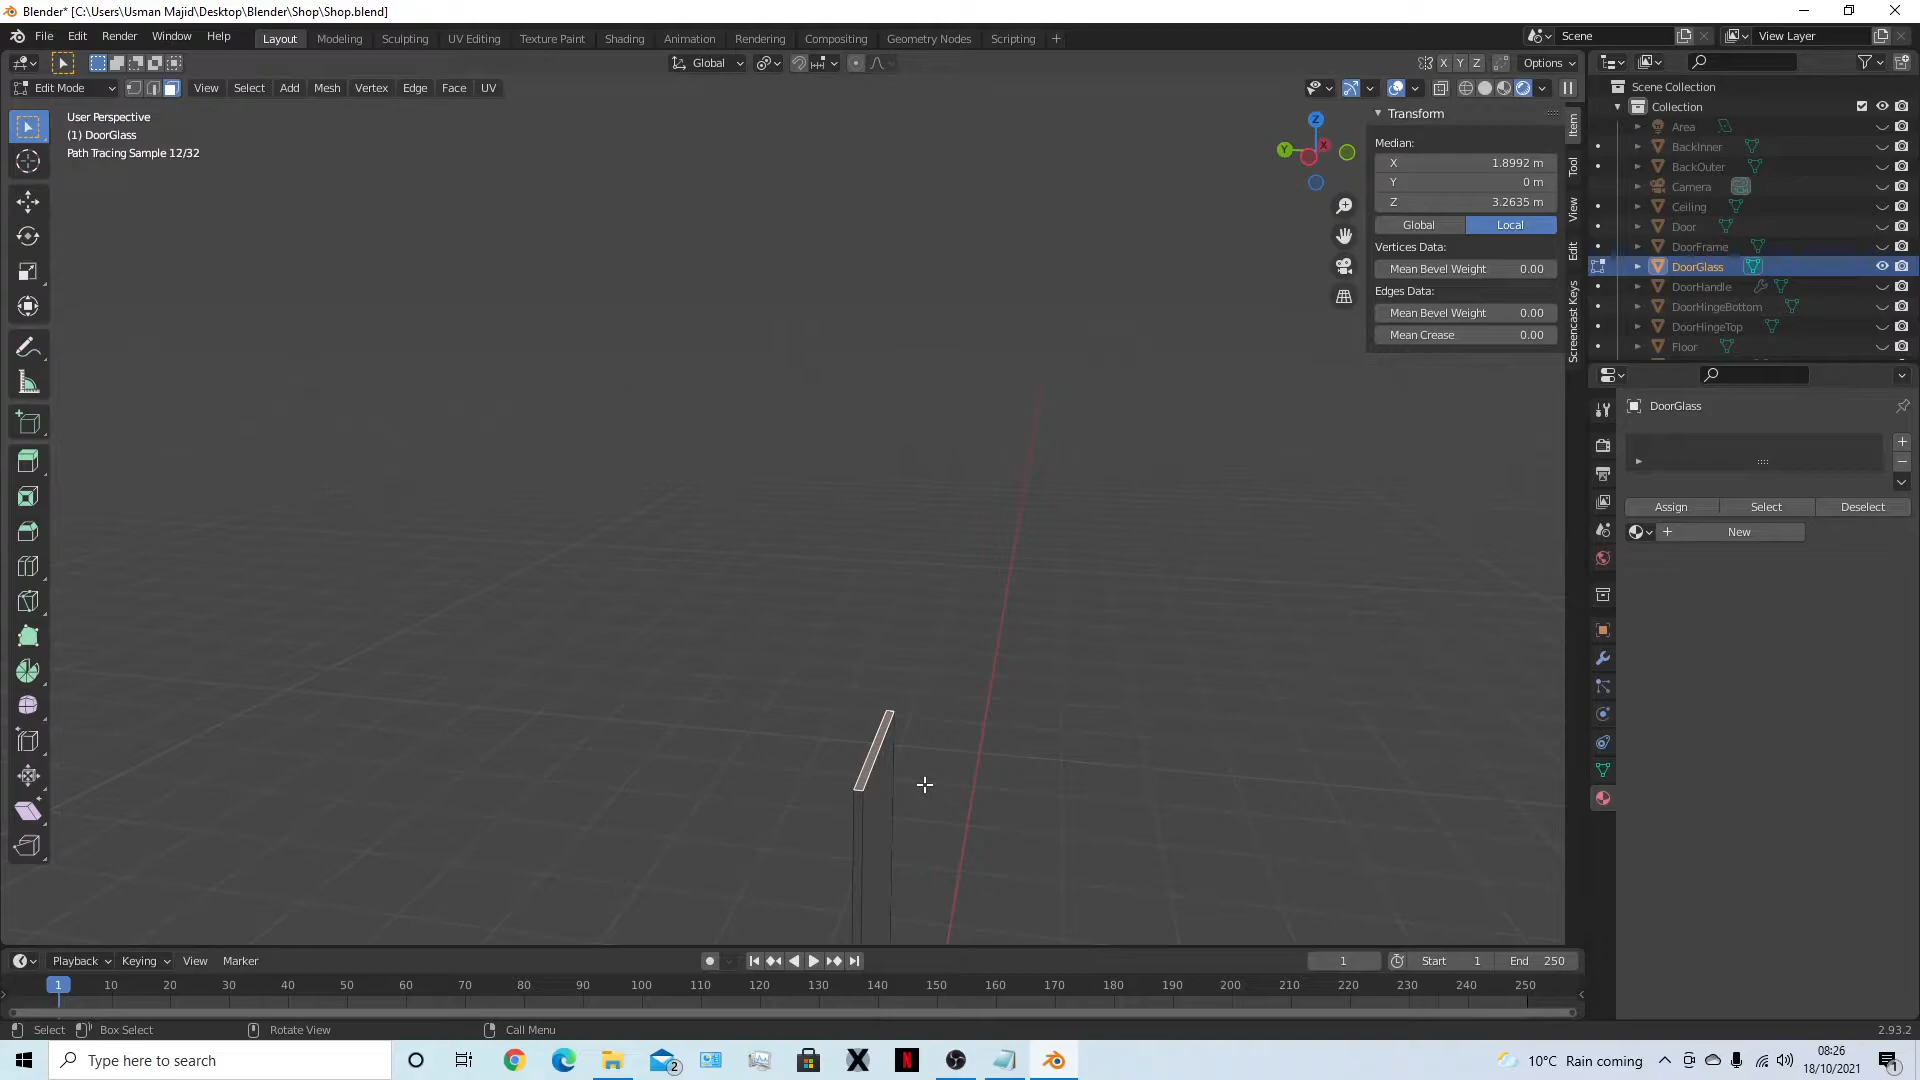 Blender* [C:\Users\Usman Majid\Desktop\Blender\Shop\Shop.blend]
File Edit Render Window Help
Layout Modeling Sculpting UV Editing Texture Paint Shading Animation Rendering Compositing Geometry Nodes Scripting +
Scene
View Layer
Global
X Y Z
Options
Edit Mode
View Select Add Mesh Vertex Edge Face UV
User Perspective
(1) DoorGlass
Path Tracing Sample 12/32
Z
Y
X
Transform
Median:
X 1.8992 m
Y 0 m
Z 3.2635 m
Global Local
Vertices Data:
Mean Bevel Weight 0.00
Edges Data:
Mean Bevel Weight 0.00
Mean Crease 0.00
Item
Tool
View
Edit
Screencast Keys
Scene Collection
Collection
Area
BackInner
BackOuter
Camera
Ceiling
Door
DoorFrame
DoorGlass
DoorHandle
DoorHingeBottom
DoorHingeTop
Floor
DoorGlass
Assign Select Deselect
New
Playback Keying View Marker
1
Start 1
End 250
1 10 20 30 40 50 60 70 80 90 100 110 120 130 140 150 160 170 180 190 200 210 220 230 240 250
Select Box Select Rotate View Call Menu
2.93.2
Type here to search
2
10°C Rain coming
08:26
18/10/2021
1